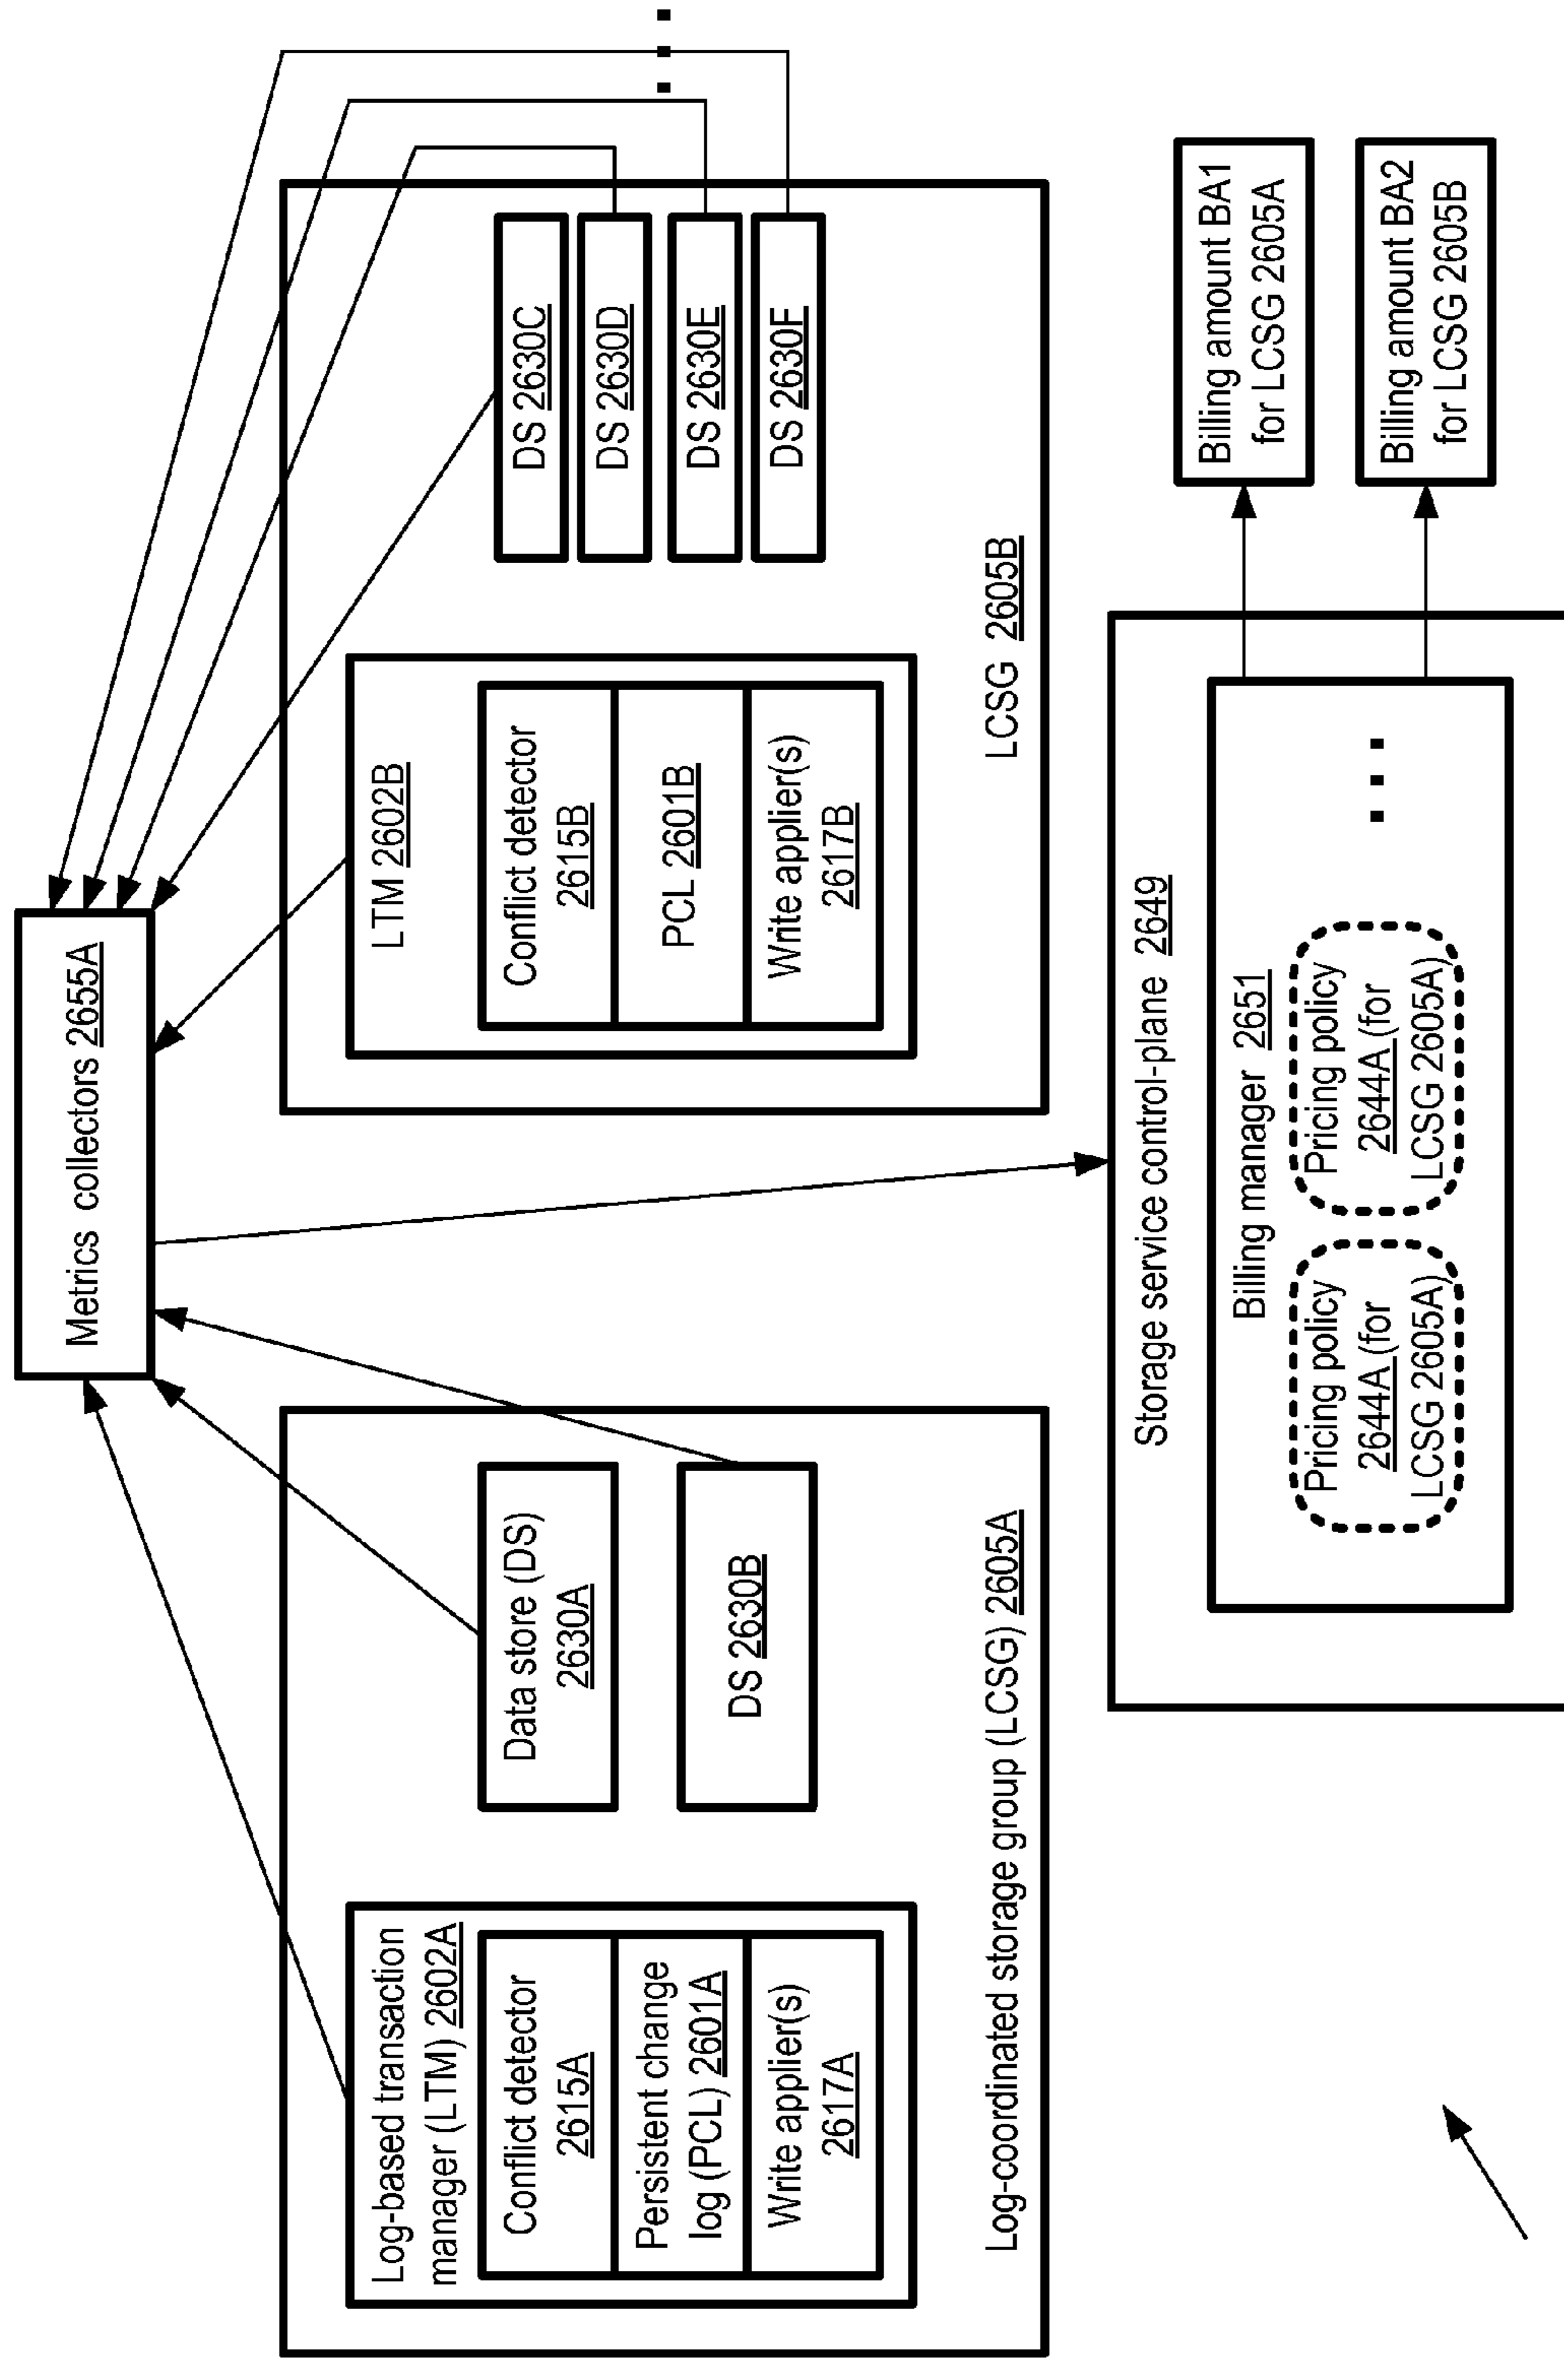 Metrics collectors 2655A
Log-based transaction
manager (LTM) 2602A
Conflict detector
2615A
Persistent change
log (PCL) 2601A
Write applier(s)
2617A
Data store (DS)
2630A
DS 2630B
Log-coordinated storage group (LCSG) 2605A
LTM 2602B
Conflict detector
2615B
PCL 2601B
Write applier(s)
2617B
DS 2630C
DS 2630D
DS 2630E
DS 2630F
LCSG 2605B
Storage service control-plane 2649
Billing manager 2651
Pricing policy
2644A (for
LCSG 2605A)
Pricing policy
2644A (for
LCSG 2605A)
Billing amount BA1
for LCSG 2605A
Billing amount BA2
for LCSG 2605B